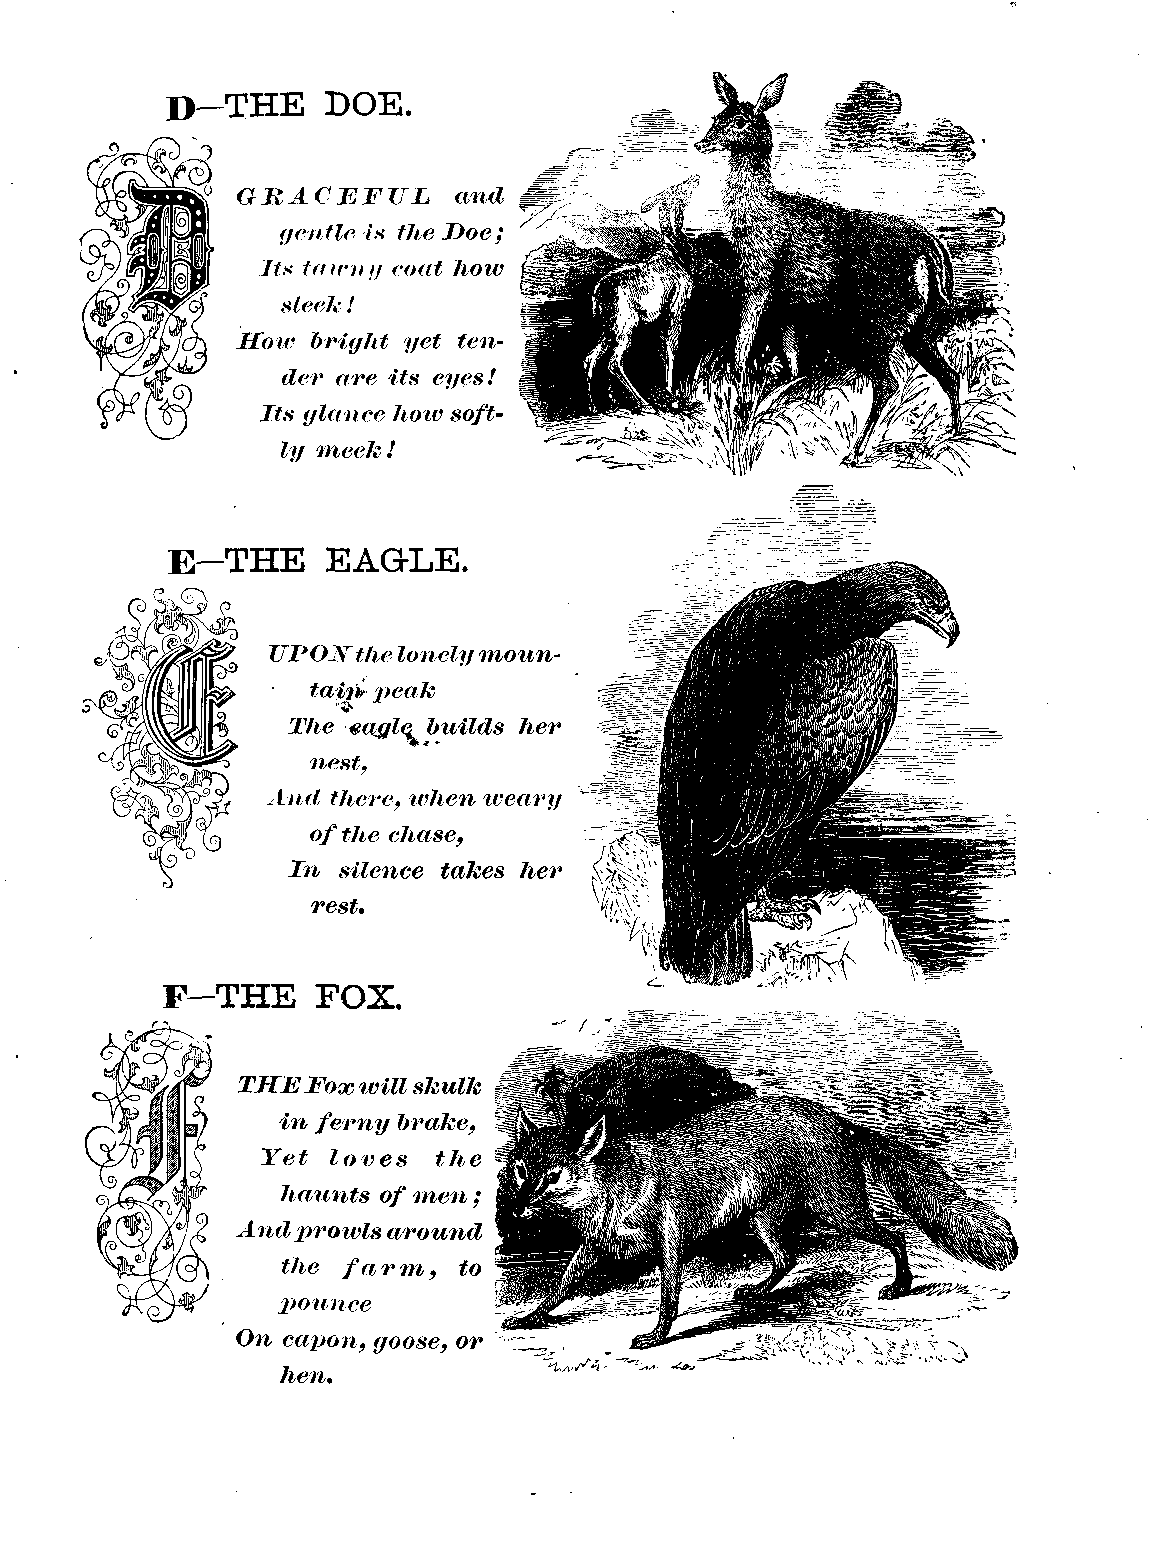 D—THE DOE.
D
GRACEFUL and
gentle is the Doe;
Its tawny coat how
sleek!
How bright yet ten-
der are its eyes!
Its glance how soft-
ly meek!
E—THE EAGLE.
E
UPON the lonely moun-
tain peak
The eagle builds her
nest,
And there, when weary
of the chase,
In silence takes her
rest.
F—THE FOX.
F
THE Fox will skulk
in ferny brake,
Yet loves the
haunts of men;
And prowls around
the farm, to
pounce
On capon, goose, or
hen.